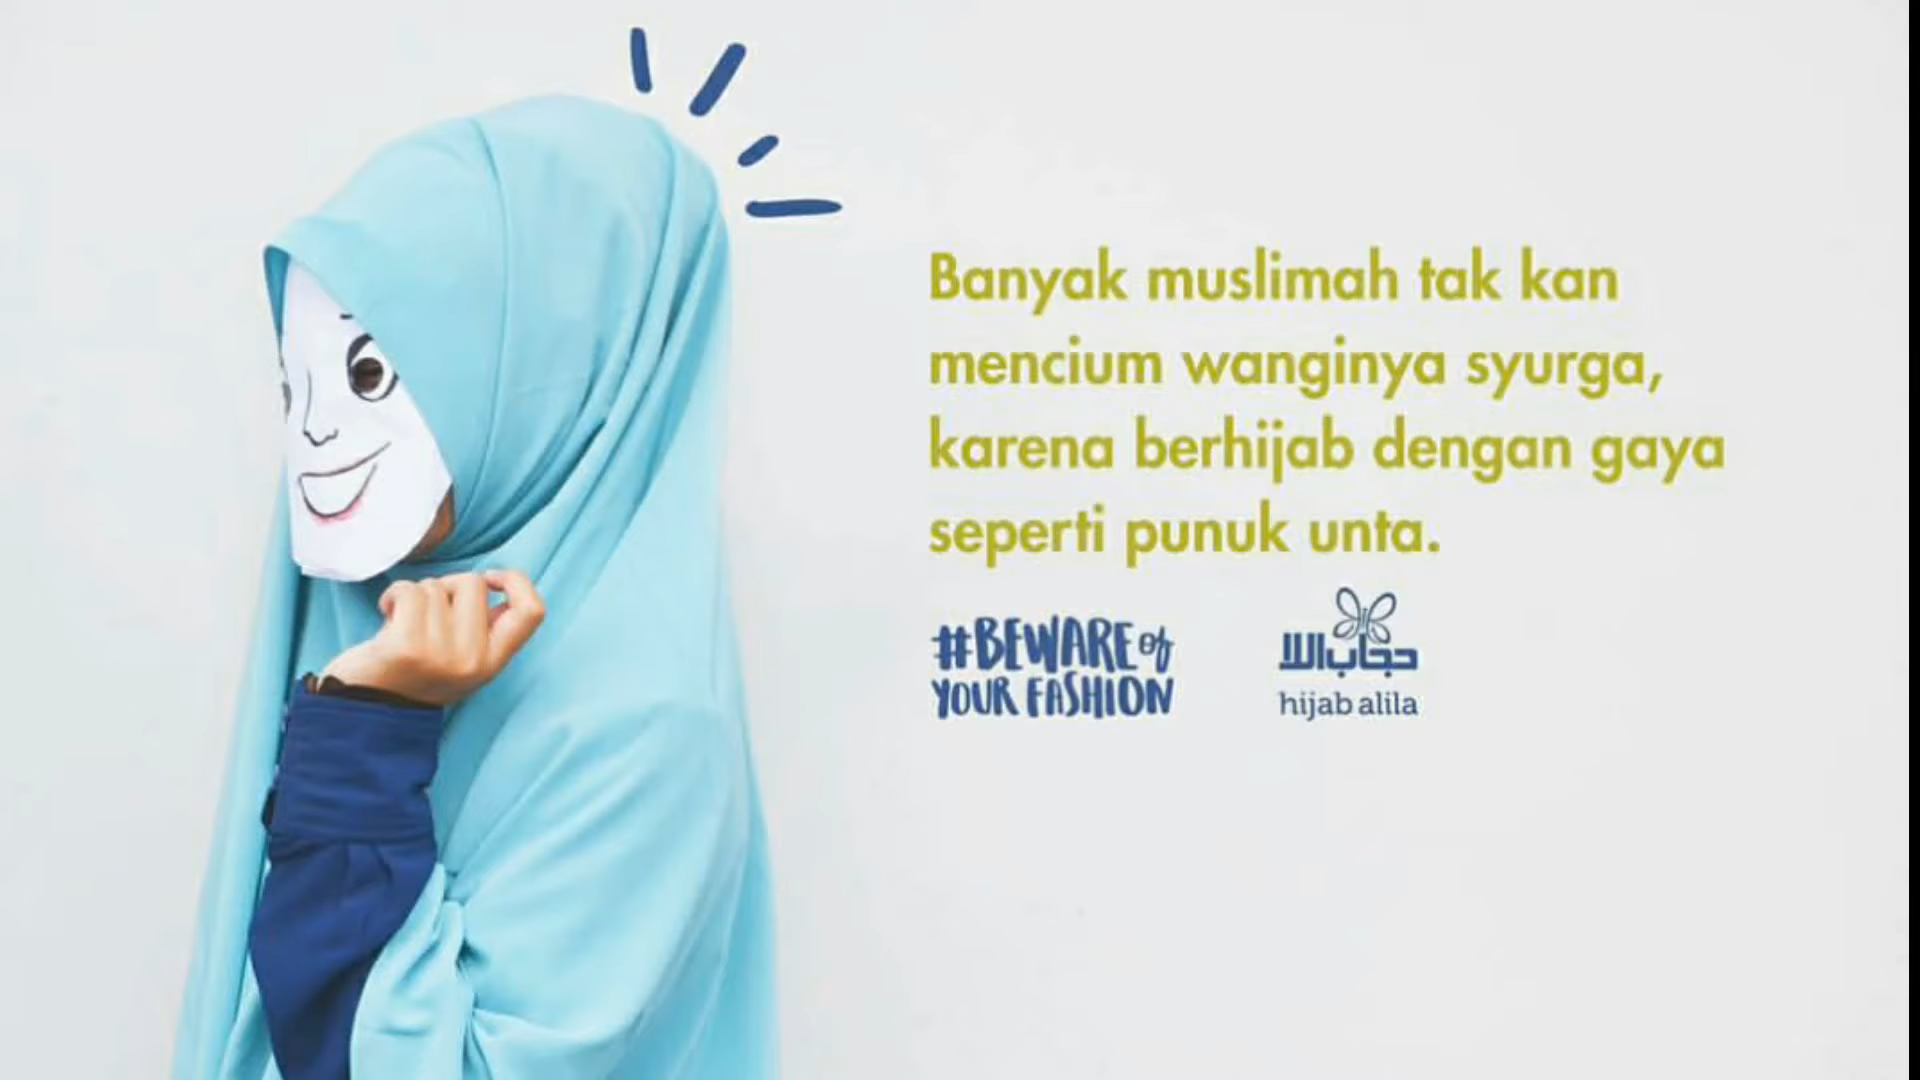 Banyak muslimah tak kan
mencium wanginya syurga,
karena berhijab dengan gaya
seperti punuk unta.
#BEWARE of
YOUR FASHION
حجاب اللا
hijab alila